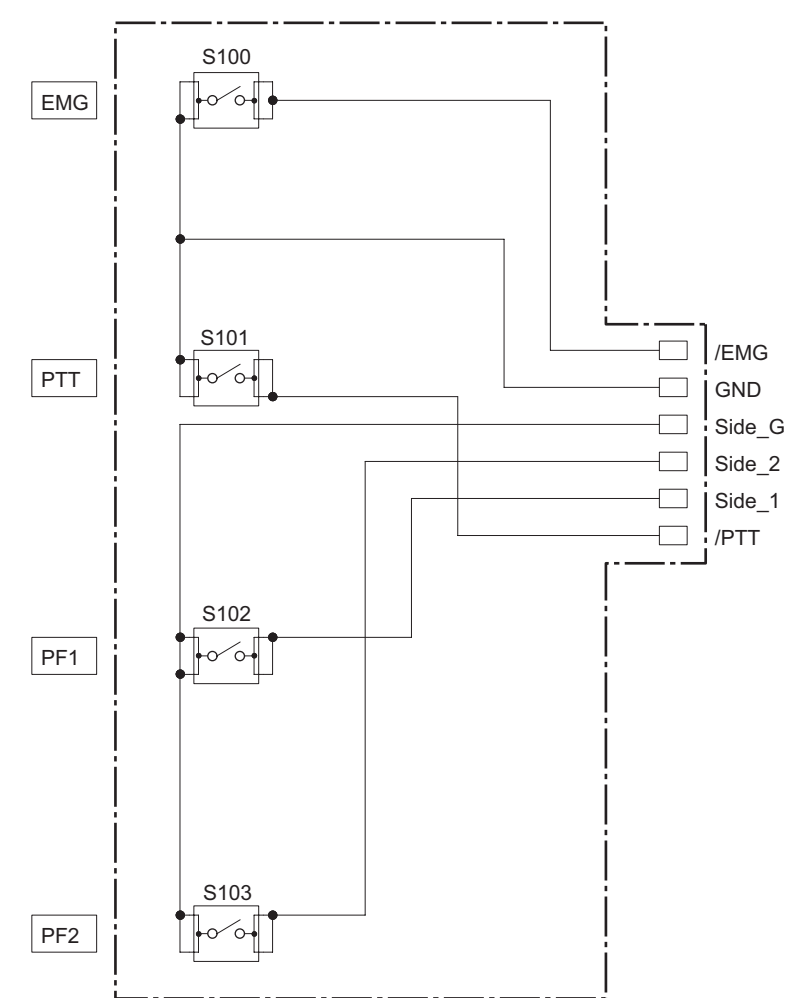 S100
EMG
S101
PTT
/EMG
GND
Side_G
Side_2
Side_1
/PTT
S102
PF1
S103
PF2